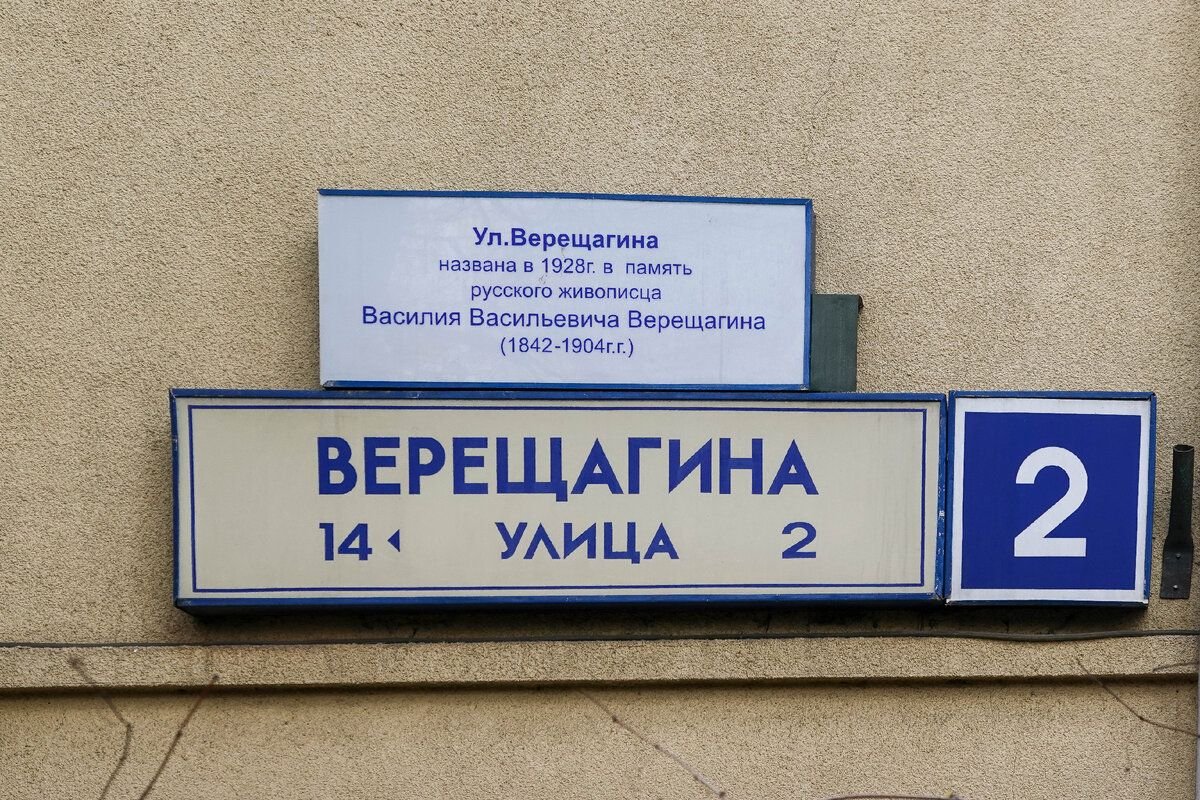 Ул.Верещагина
названа в 1928г. в память
русского живописца
Василия Васильевича Верещагина
(1842-1904г.г.)
ВЕРЕЩАГИНА
14 УЛИЦА 2
2